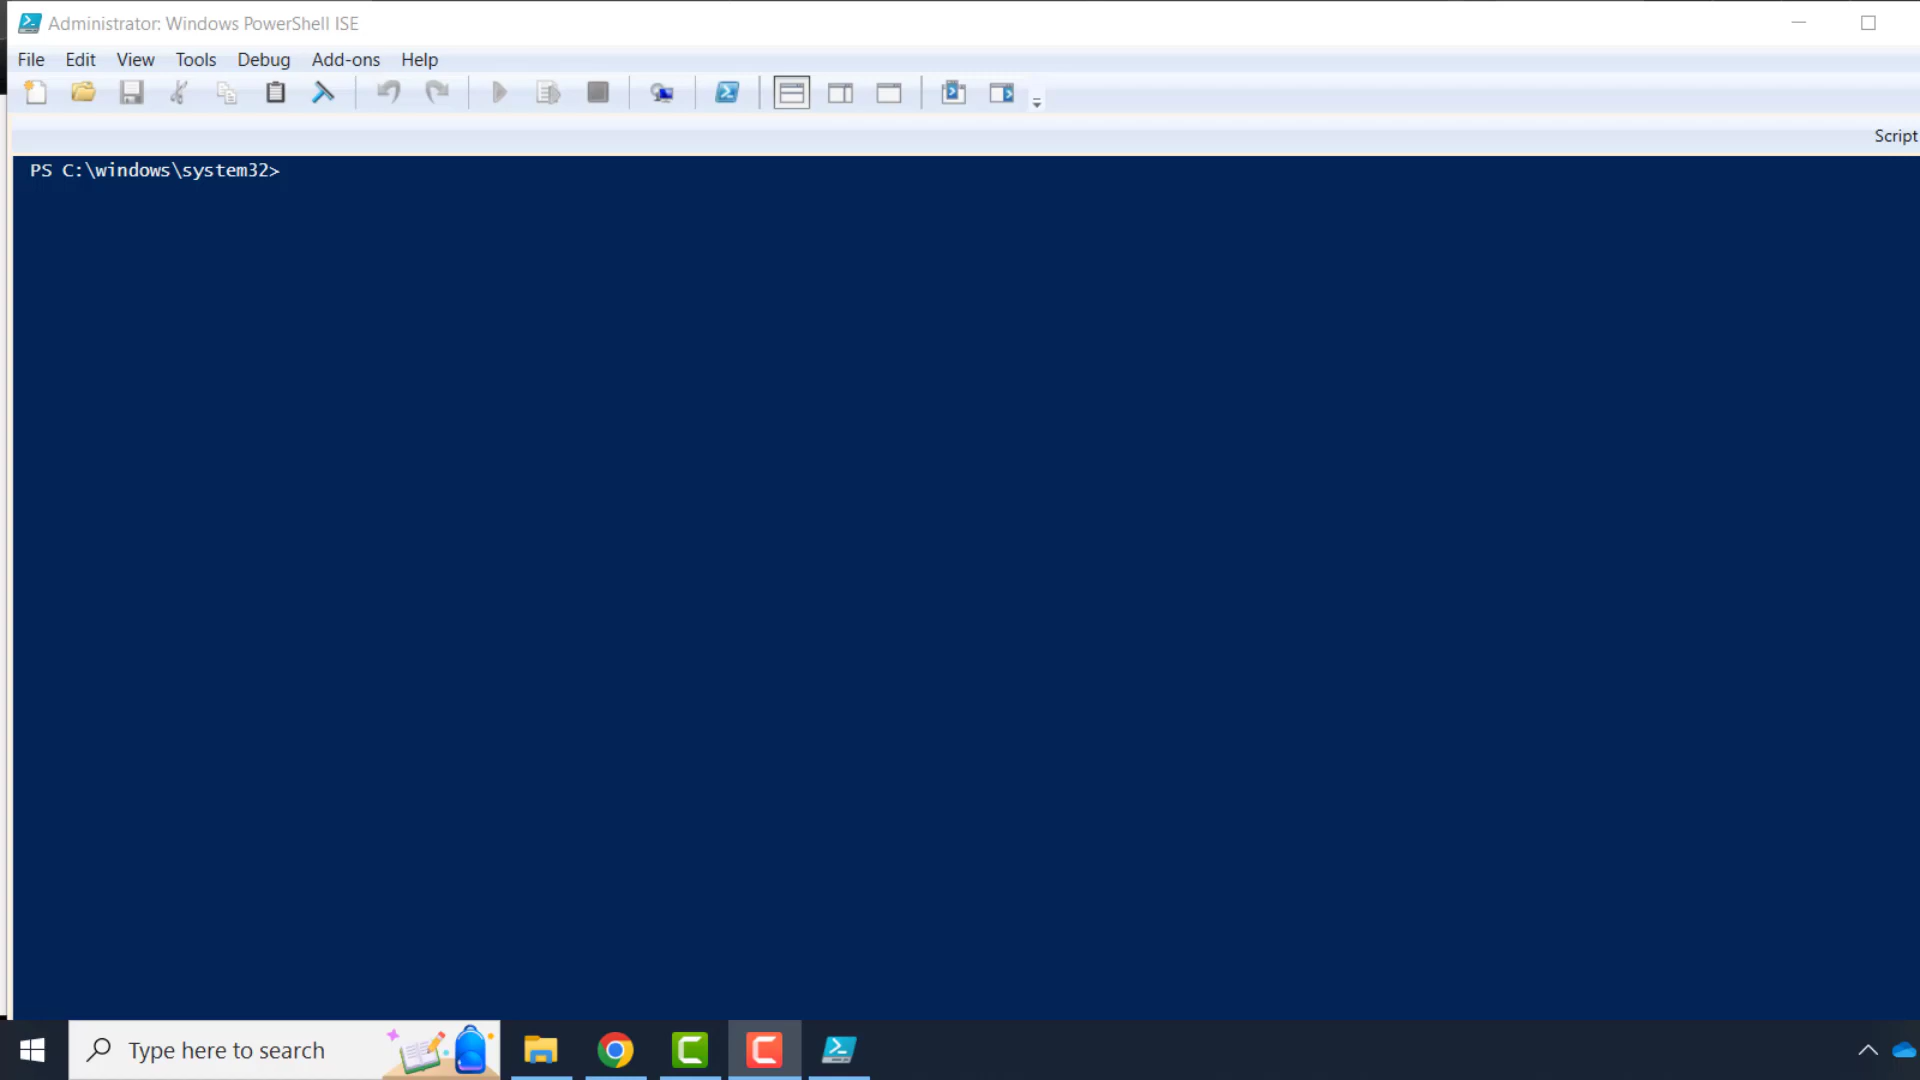 Administrator: Windows PowerShell ISE
File Edit View Tools Debug Add-ons Help
Script
PS C:\windows\system32>
Type here to search